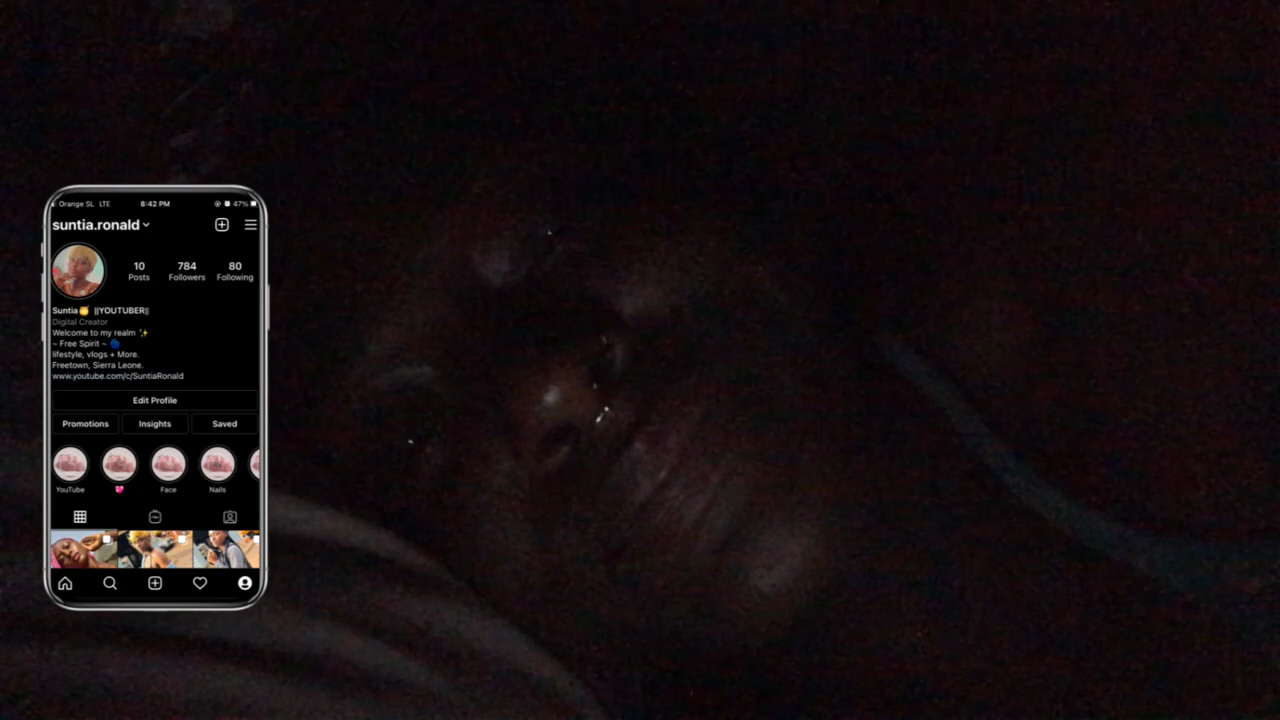 Orange SL LTE 8:42 PM 47%
suntia.ronald
10 784 80
Posts Followers Following
Suntia🥴 ||YOUTUBER||
Digital Creator
Welcome to my realm ✨
~ Free Spirit ~ 🧿
lifestyle, vlogs + More.
Freetown, Sierra Leone.
www.youtube.com/c/SuntiaRonald
Edit Profile
Promotions Insights Saved
YouTube 💘 Face Nails